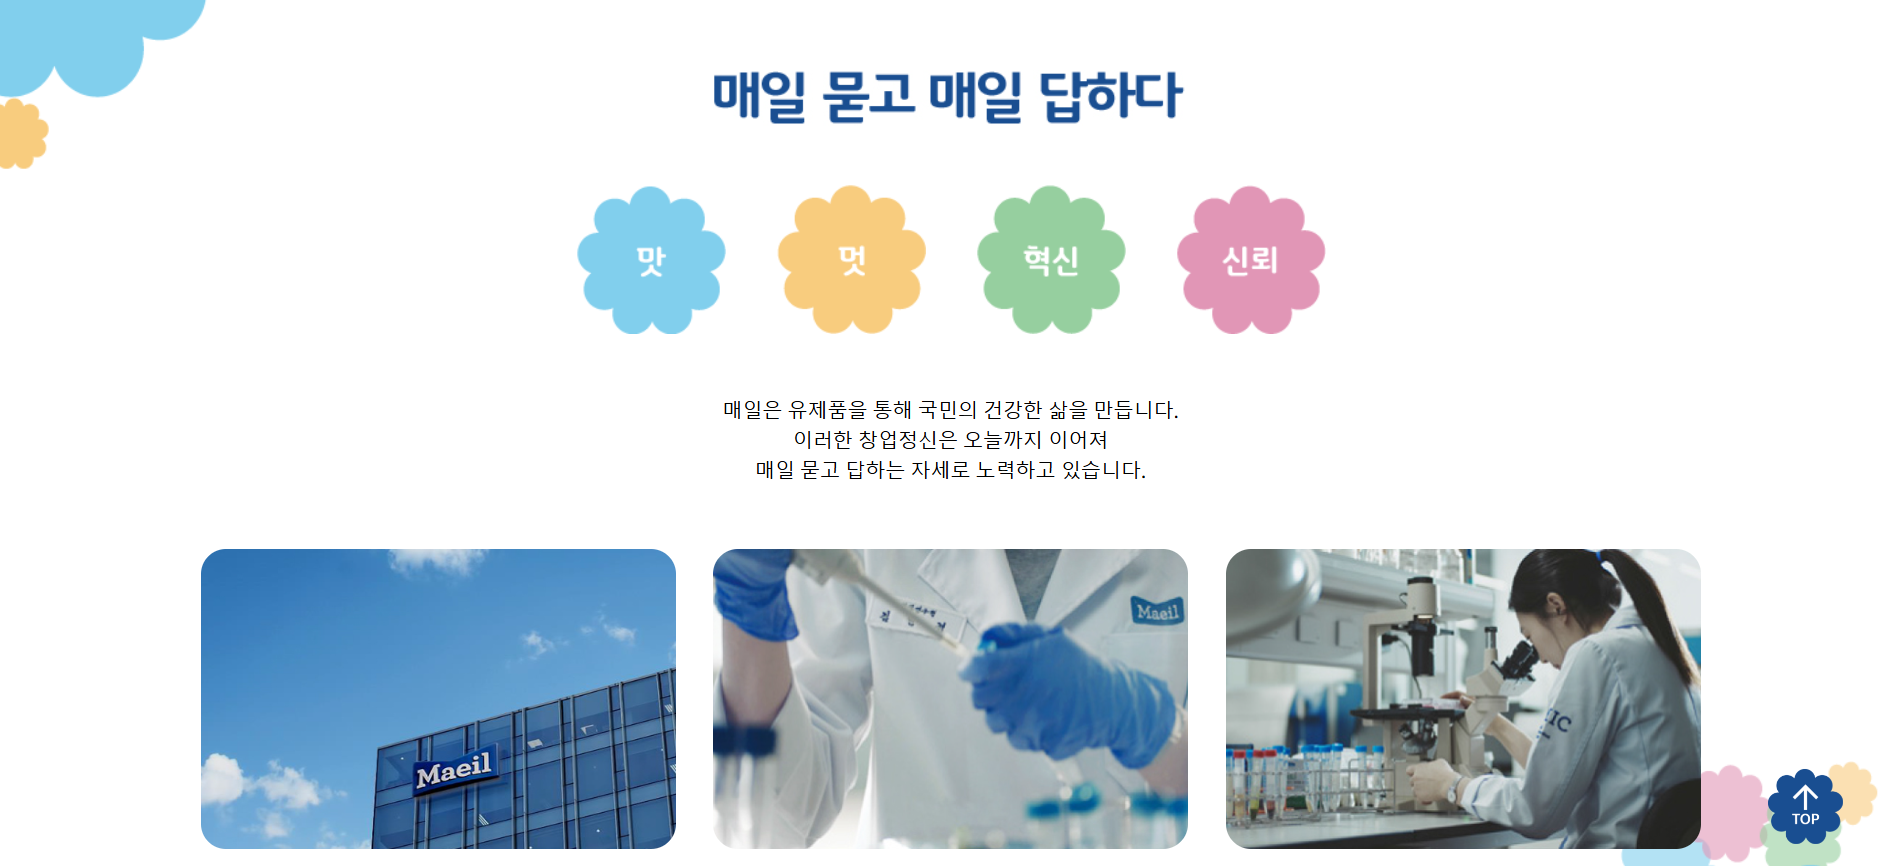 매일 묻고 매일 답하다
맛
멋
혁신
신뢰
매일은 유제품을 통해 국민의 건강한 삶을 만듭니다.
이러한 창업정신은 오늘까지 이어져
매일 묻고 답하는 자세로 노력하고 있습니다.
Maeil
Maeil
TOP